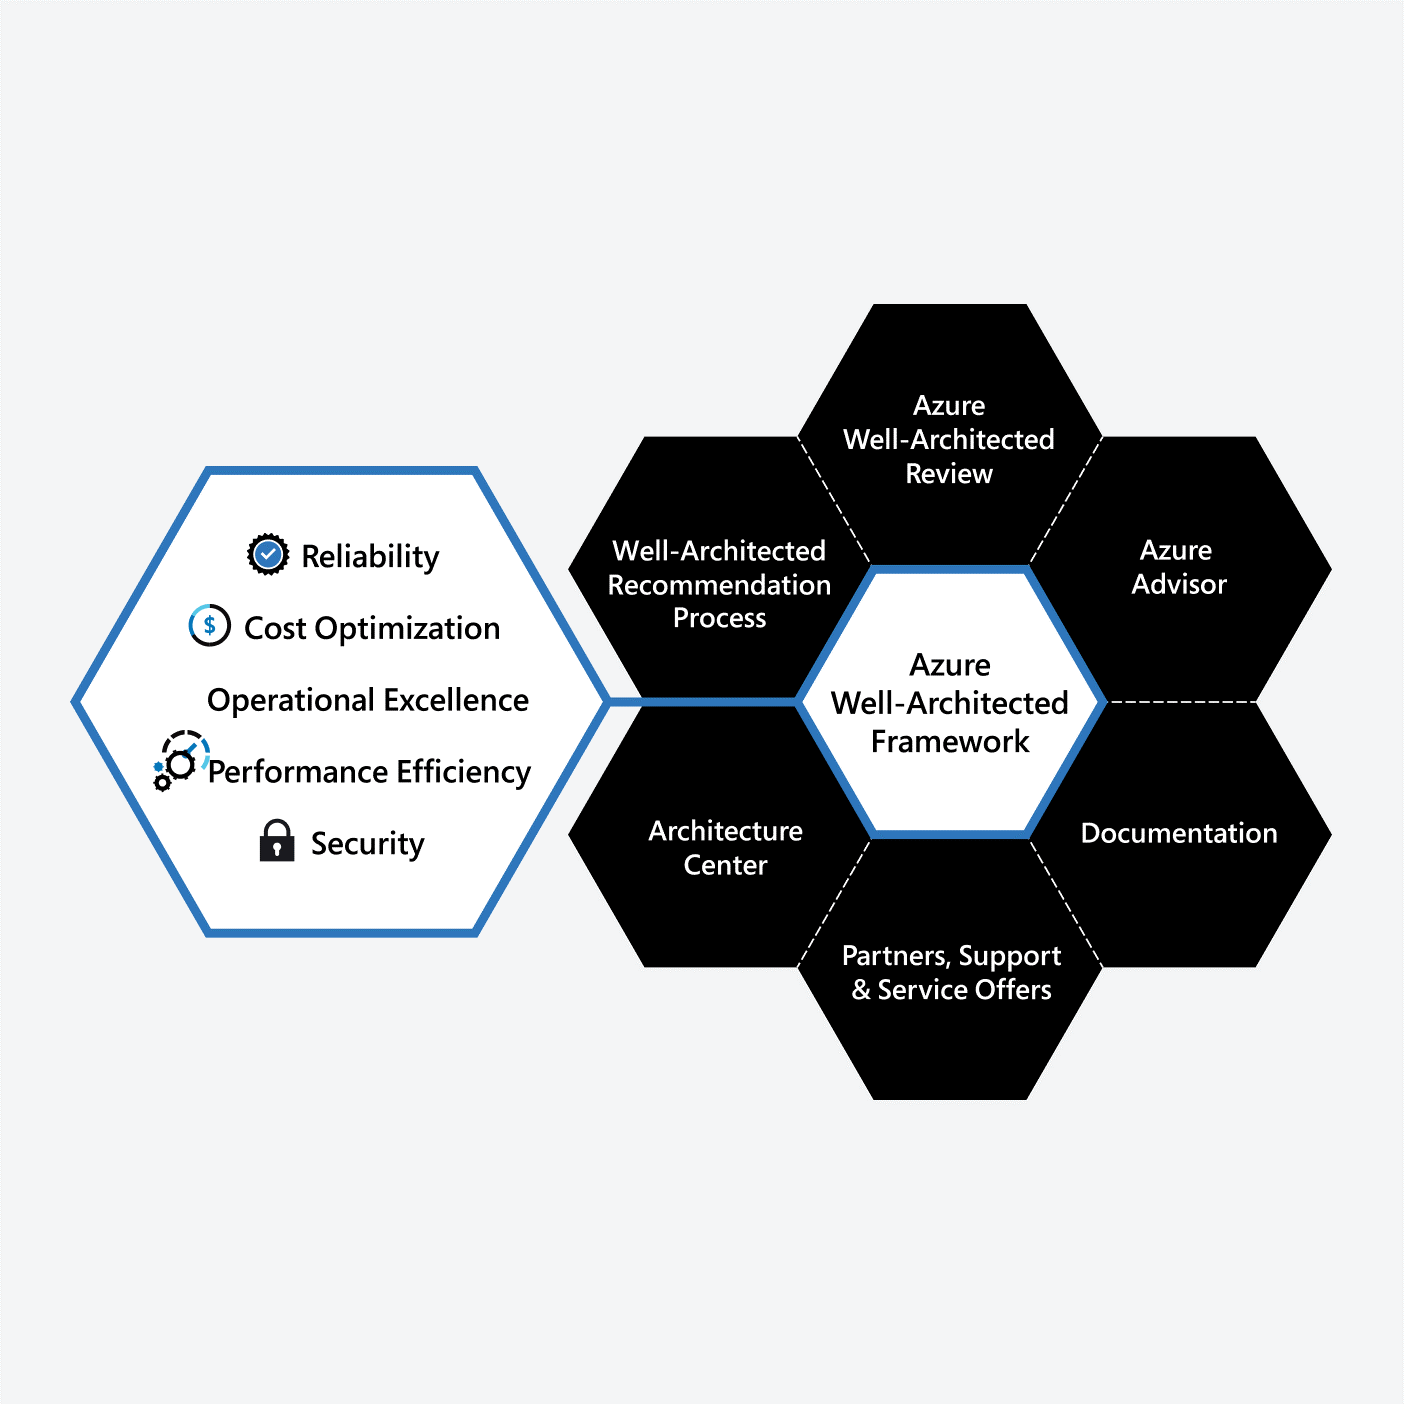 Reliability
$
Cost Optimization
Operational Excellence
Performance Efficiency
Security
Azure
Well-Architected
Review
Well-Architected
Recommendation
Process
Azure
Advisor
Azure
Well-Architected
Framework
Architecture
Center
Documentation
Partners, Support
& Service Offers